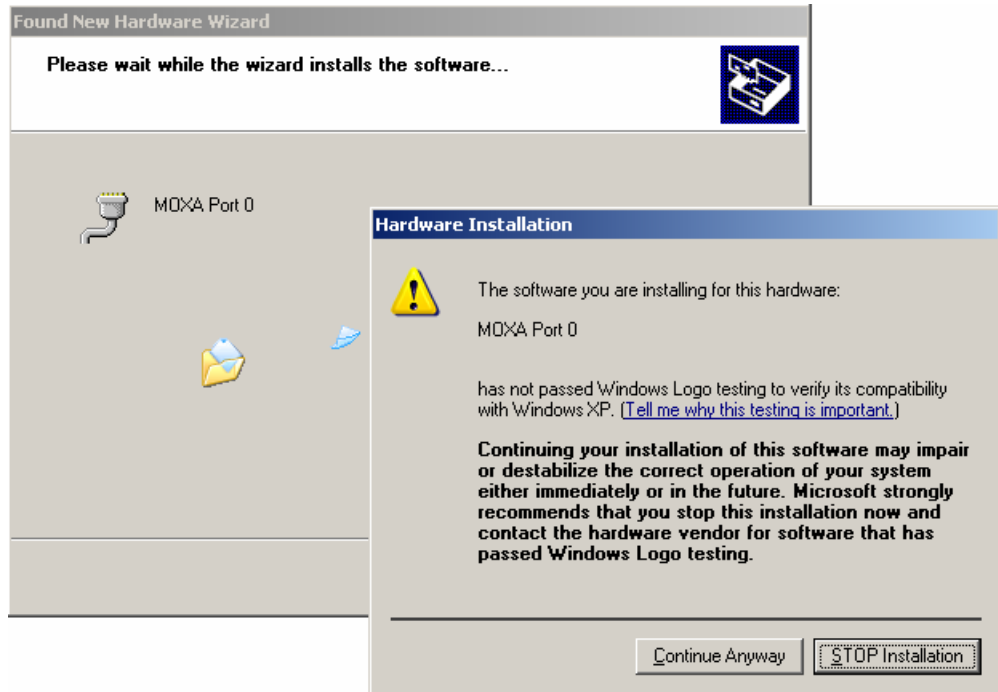 Found New Hardware Wizard
Please wait while the wizard installs the software...
MOXA Port 0
Hardware Installation
The software you are installing for this hardware:
MOXA Port 0
has not passed Windows Logo testing to verify its compatibility
with Windows XP. (Tell me why this testing is important.)
Continuing your installation of this software may impair
or destabilize the correct operation of your system
either immediately or in the future. Microsoft strongly
recommends that you stop this installation now and
contact the hardware vendor for software that has
passed Windows Logo testing.
Continue Anyway
STOP Installation